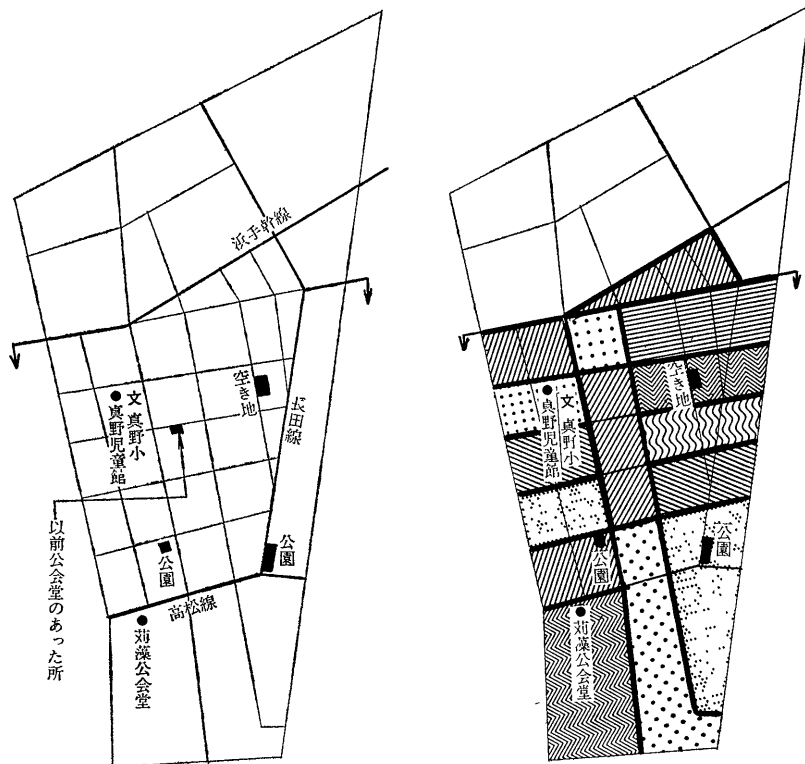 浜手幹線
空き地
長田線
文 真野小
真野児童館
以前公会堂のあった所
公園
公園
高松線
苅藻公会堂
空き地
文 真野小
真野児童館
公園
公園
苅藻公会堂